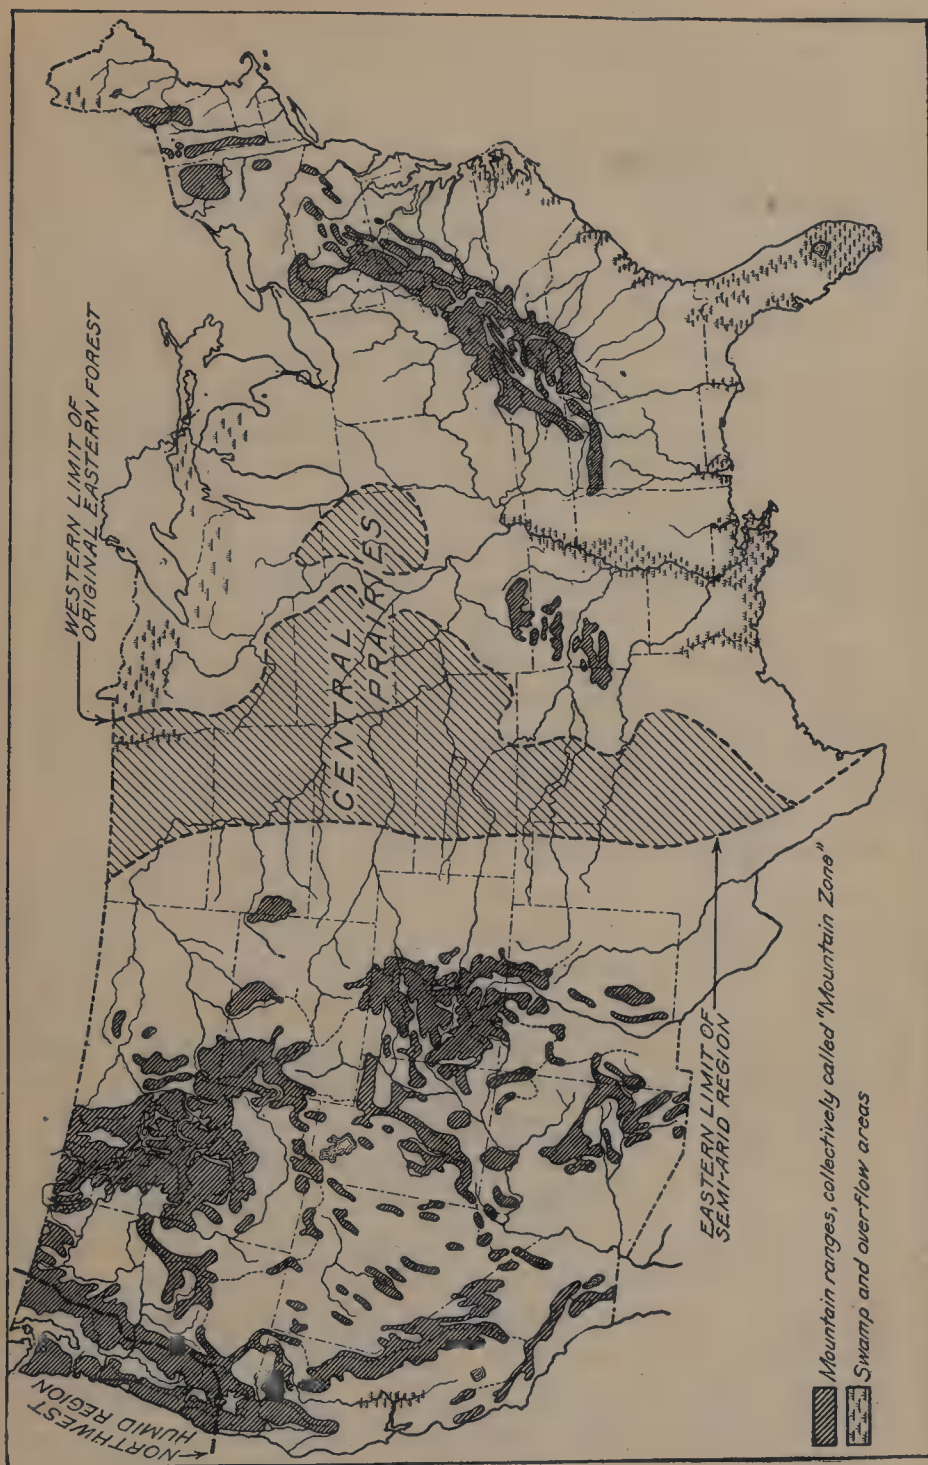 WESTERN LIMIT OF
ORIGINAL EASTERN FOREST
CENTRAL
PRAIRIES
NORTHWEST
HUMID REGION
EASTERN LIMIT OF
SEMI-ARID REGION
Mountain ranges, collectively called "Mountain Zone"
Swamp and overflow areas